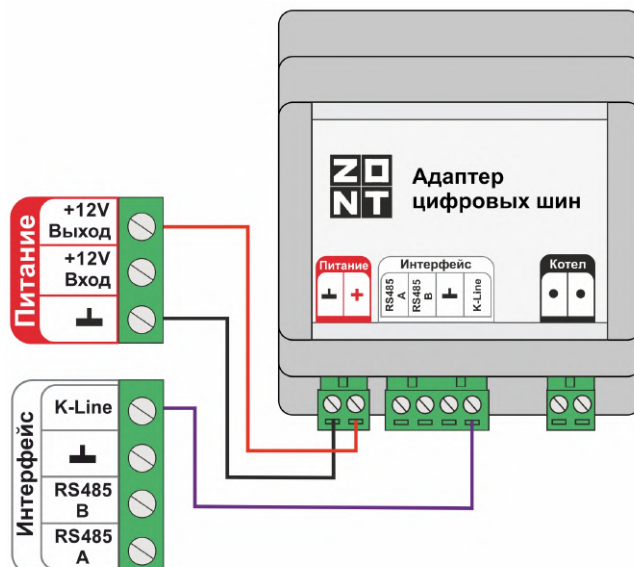 Питание
+12V
Выход
+12V
Вход
Интерфейс
K-Line
RS485
B
RS485
A
ZO
NT
Адаптер
цифровых шин
Питание
Интерфейс
Котел
RS485
A
RS485
B
K-Line